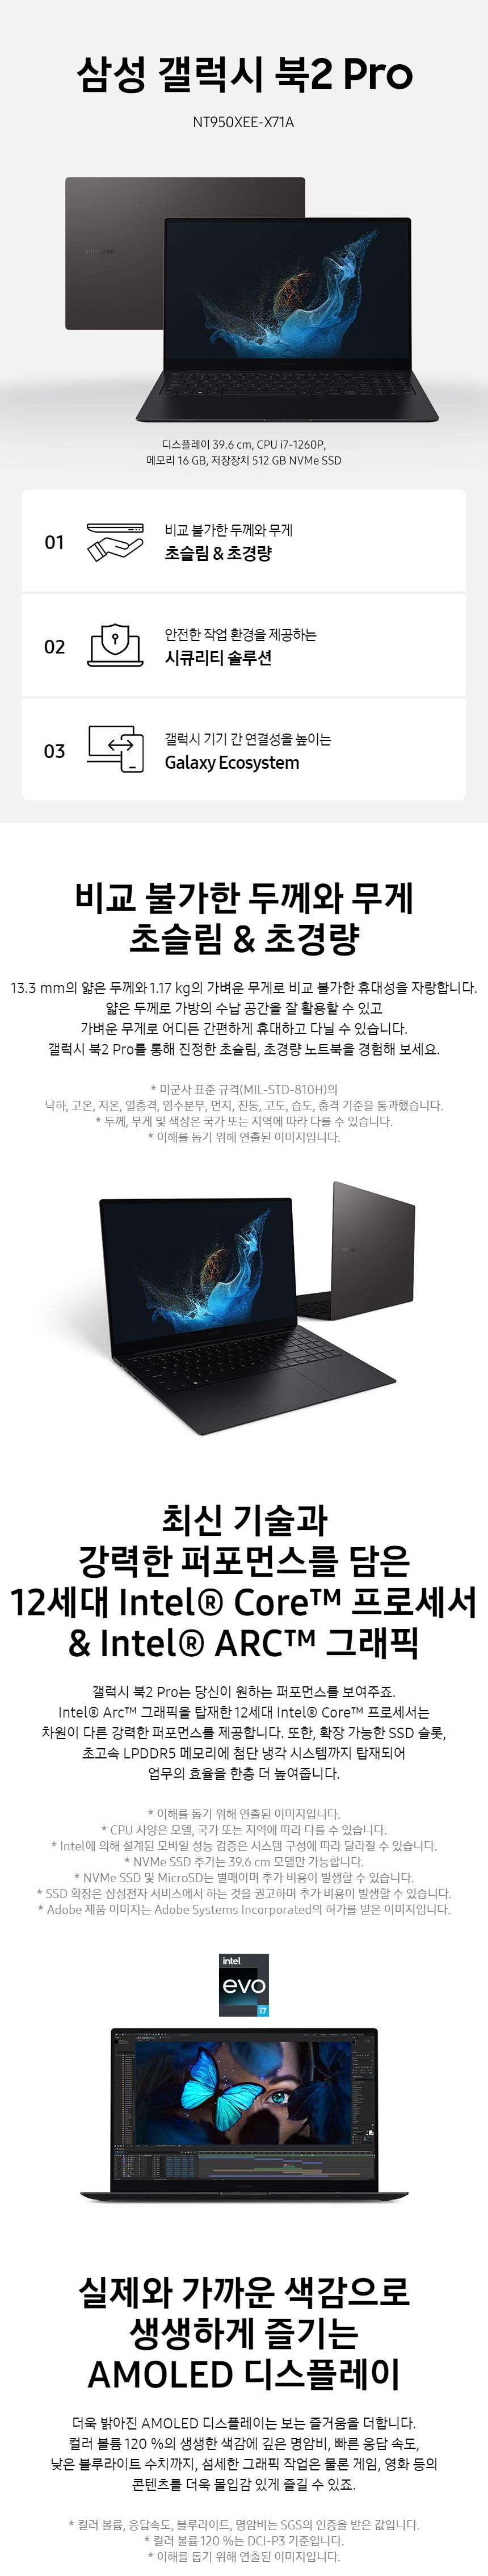 삼성 갤럭시 북2 Pro
NT950XEE-X71A
SAMSUNG
디스플레이 39.6 cm, CPU i7-1260P,
메모리 16 GB, 저장장치 512 GB NVMe SSD
01
비교 불가한 두께와 무게
초슬림 & 초경량
02
안전한 작업 환경을 제공하는
시큐리티 솔루션
03
갤럭시 기기 간 연결성을 높이는
Galaxy Ecosystem
비교 불가한 두께와 무게
초슬림 & 초경량
13.3 mm의 얇은 두께와 1.17 kg의 가벼운 무게로 비교 불가한 휴대성을 자랑합니다.
얇은 두께로 가방의 수납 공간을 잘 활용할 수 있고
가벼운 무게로 어디든 간편하게 휴대하고 다닐 수 있습니다.
갤럭시 북2 Pro를 통해 진정한 초슬림, 초경량 노트북을 경험해 보세요.
* 미군사 표준 규격(MIL-STD-810H)의
낙하, 고온, 저온, 열충격, 염수분무, 먼지, 진동, 고도, 습도, 충격 기준을 통과했습니다.
* 두께, 무게 및 색상은 국가 또는 지역에 따라 다를 수 있습니다.
* 이해를 돕기 위해 연출된 이미지입니다.
최신 기술과
강력한 퍼포먼스를 담은
12세대 Intel® Core™ 프로세서
& Intel® ARC™ 그래픽
갤럭시 북2 Pro는 당신이 원하는 퍼포먼스를 보여주죠.
Intel® Arc™ 그래픽을 탑재한 12세대 Intel® Core™ 프로세서는
차원이 다른 강력한 퍼포먼스를 제공합니다. 또한, 확장 가능한 SSD 슬롯,
초고속 LPDDR5 메모리에 첨단 냉각 시스템까지 탑재되어
업무의 효율을 한층 더 높여줍니다.
* 이해를 돕기 위해 연출된 이미지입니다.
* CPU 사양은 모델, 국가 또는 지역에 따라 다를 수 있습니다.
* Intel에 의해 설계된 모바일 성능 검증은 시스템 구성에 따라 달라질 수 있습니다.
* NVMe SSD 추가는 39.6 cm 모델만 가능합니다.
* NVMe SSD 및 MicroSD는 별매이며 추가 비용이 발생할 수 있습니다.
* SSD 확장은 삼성전자 서비스에서 하는 것을 권고하며 추가 비용이 발생할 수 있습니다.
* Adobe 제품 이미지는 Adobe Systems Incorporated의 허가를 받은 이미지입니다.
intel
evo
i7
실제와 가까운 색감으로
생생하게 즐기는
AMOLED 디스플레이
더욱 밝아진 AMOLED 디스플레이는 보는 즐거움을 더합니다.
컬러 볼륨 120 %의 생생한 색감에 깊은 명암비, 빠른 응답 속도,
낮은 블루라이트 수치까지, 섬세한 그래픽 작업은 물론 게임, 영화 등의
콘텐츠를 더욱 몰입감 있게 즐길 수 있죠.
* 컬러 볼륨, 응답속도, 블루라이트, 명암비는 SGS의 인증을 받은 값입니다.
* 컬러 볼륨 120 %는 DCI-P3 기준입니다.
* 이해를 돕기 위해 연출된 이미지입니다.